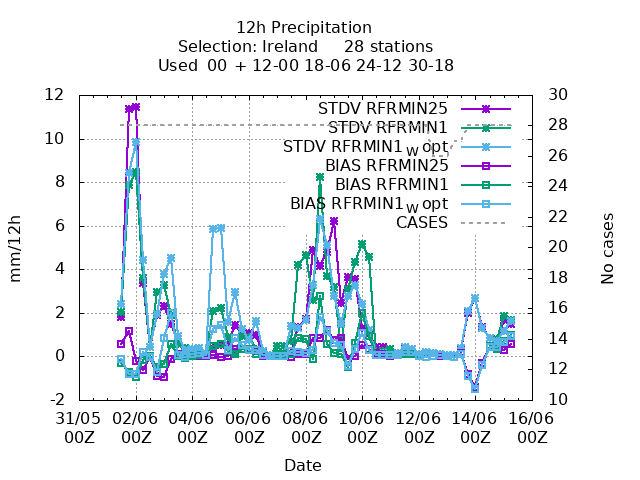 12h Precipitation
Selection: Ireland 28 stations
Used 00 + 12-00 18-06 24-12 30-18
STDV RFRMIN25
STDV RFRMIN1
STDV RFRMIN1w opt
BIAS RFRMIN25
BIAS RFRMIN1
BIAS RFRMIN1w opt
CASES
12
10
8
6
4
2
0
-2
mm/12h
30
28
26
24
22
20
18
16
14
12
10
No cases
31/05 02/06 04/06 06/06 08/06 10/06 12/06 14/06 16/06
00Z 00Z 00Z 00Z 00Z 00Z 00Z 00Z 00Z
Date